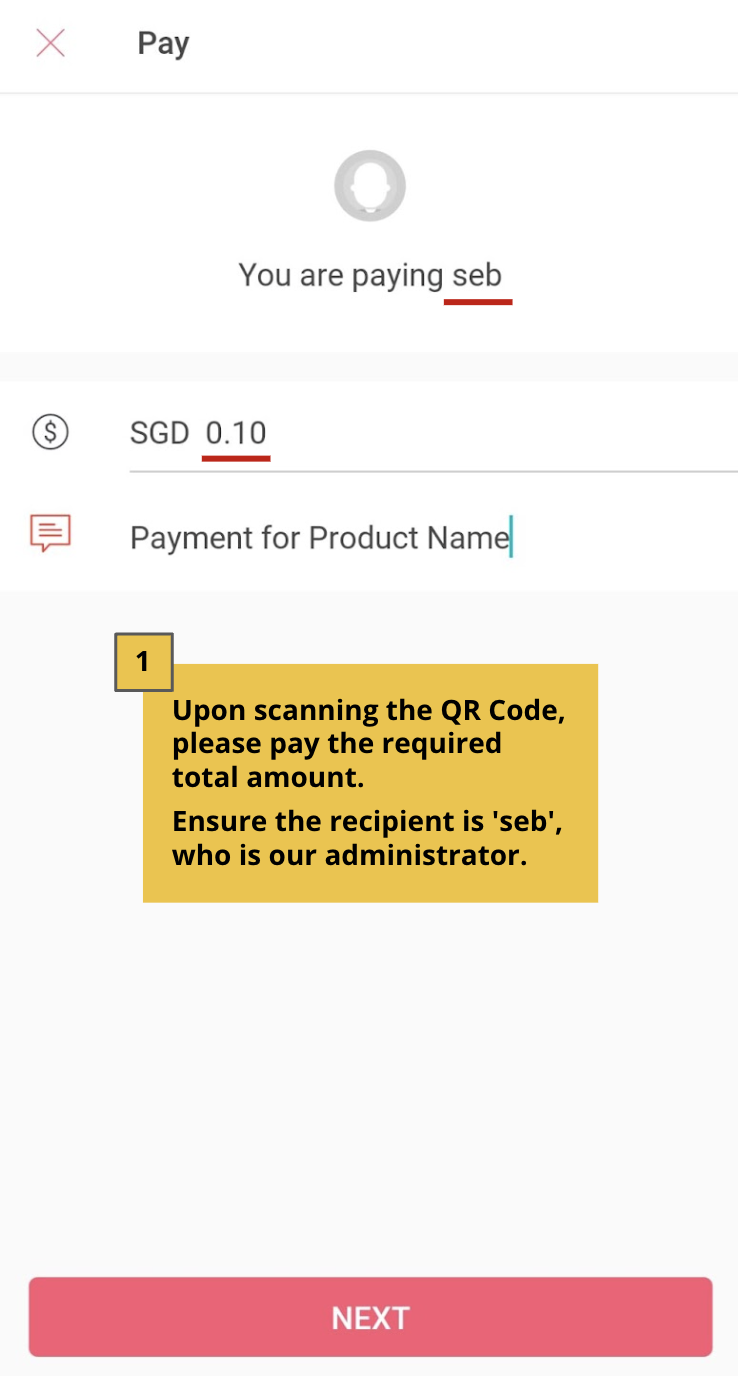 Pay
You are paying seb
SGD 0.10
Payment for Product Name
1
Upon scanning the QR Code,
please pay the required
total amount.
Ensure the recipient is 'seb',
who is our administrator.
NEXT